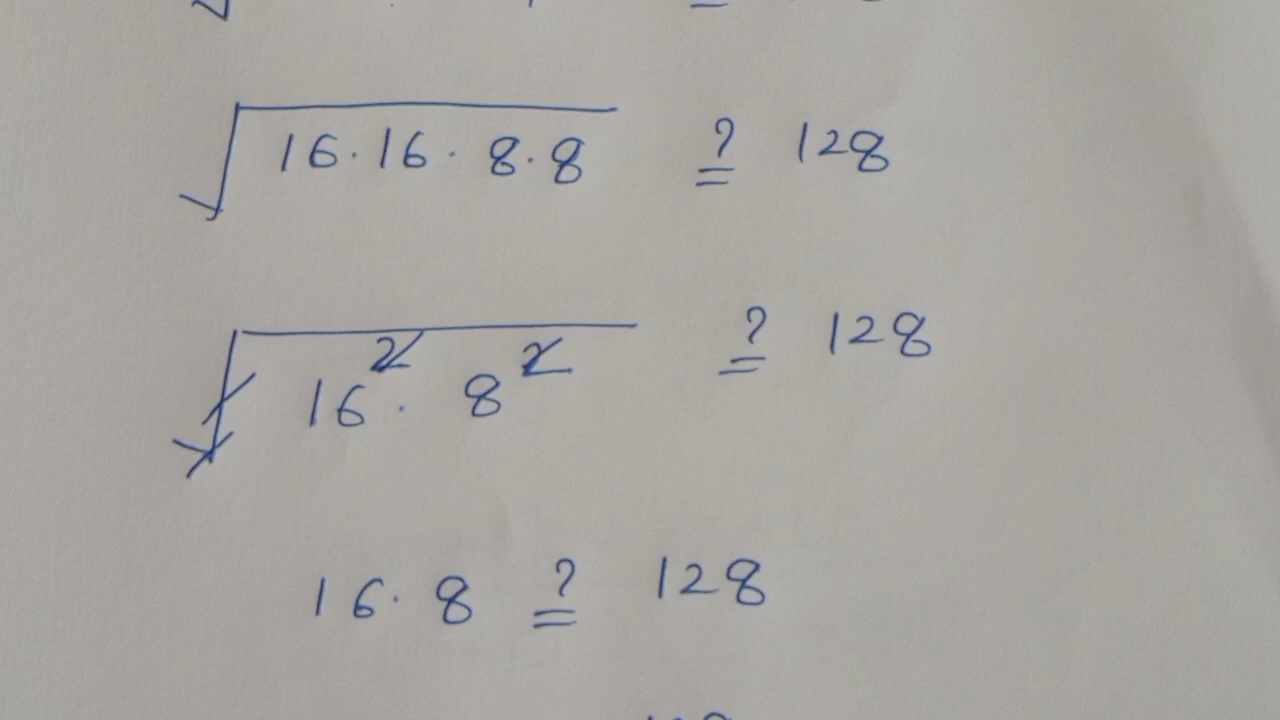 √16·16·8·8 ≟ 128
√16²·8² ≟ 128
16·8 ≟ 128